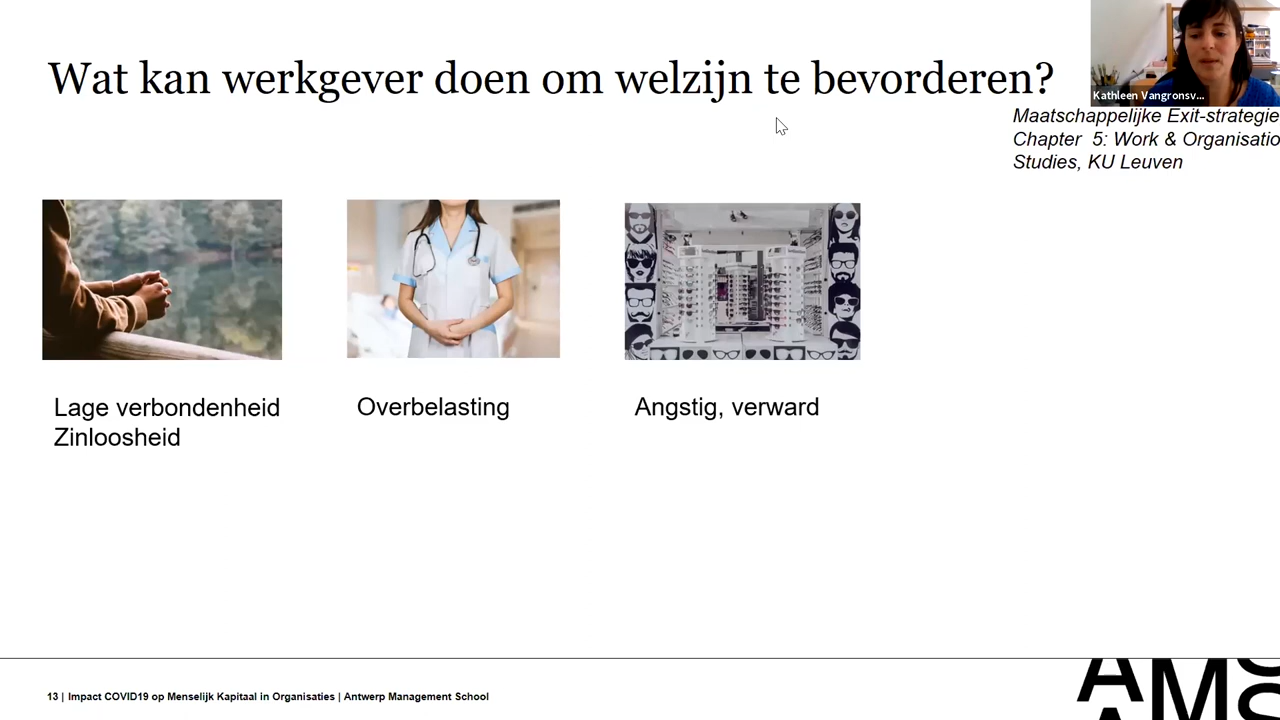 Wat kan werkgever doen om welzijn te bevorderen?
Kathleen Vangronsv...
Maatschappelijke Exit-strategie
Chapter 5: Work & Organisatio
Studies, KU Leuven
Lage verbondenheid
Zinloosheid
Overbelasting
Angstig, verward
13 | Impact COVID19 op Menselijk Kapitaal in Organisaties | Antwerp Management School
AMS